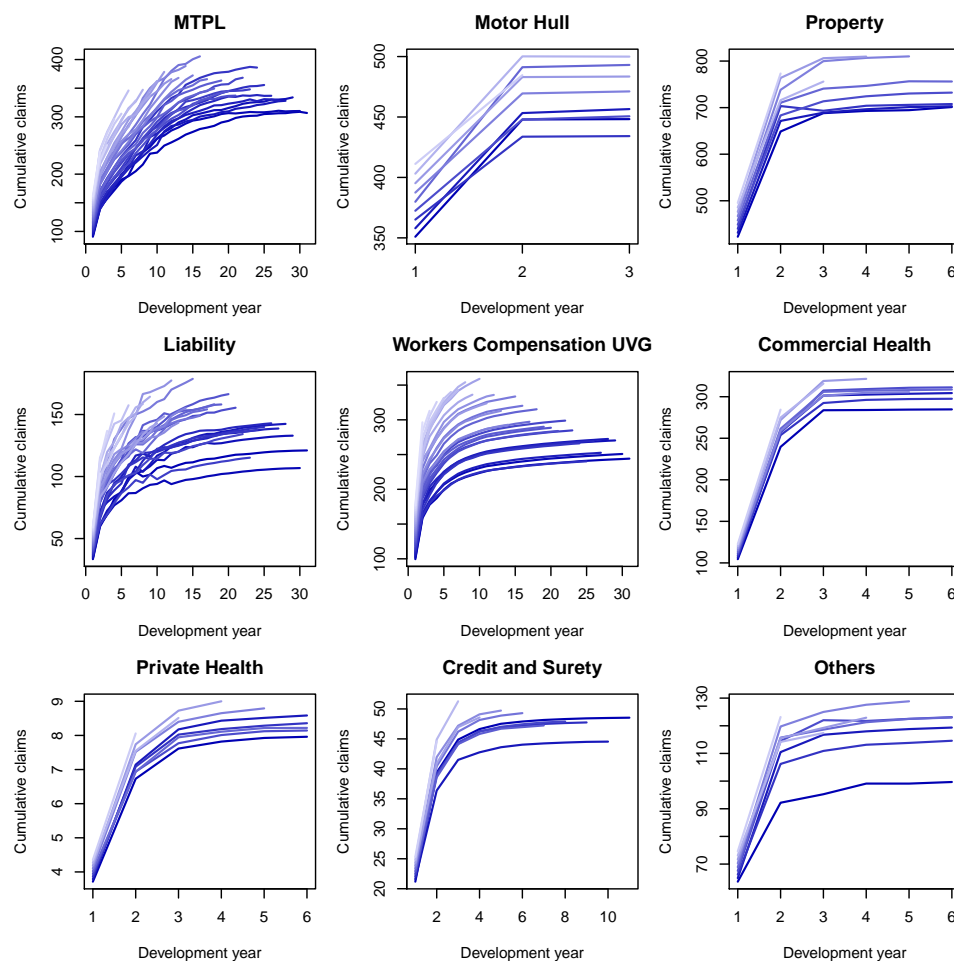 MTPL
Cumulative claims
100 200 300 400
0 5 10 15 20 25 30
Development year
Motor Hull
Cumulative claims
350 400 450 500
1 2 3
Development year
Property
Cumulative claims
500 600 700 800
1 2 3 4 5 6
Development year
Liability
Cumulative claims
50 100 150
0 5 10 15 20 25 30
Development year
Workers Compensation UVG
Cumulative claims
100 200 300
0 5 10 15 20 25 30
Development year
Commercial Health
Cumulative claims
100 150 200 250 300
1 2 3 4 5 6
Development year
Private Health
Cumulative claims
4 5 6 7 8 9
1 2 3 4 5 6
Development year
Credit and Surety
Cumulative claims
20 25 30 35 40 45 50
2 4 6 8 10
Development year
Others
Cumulative claims
70 90 110 130
1 2 3 4 5 6
Development year